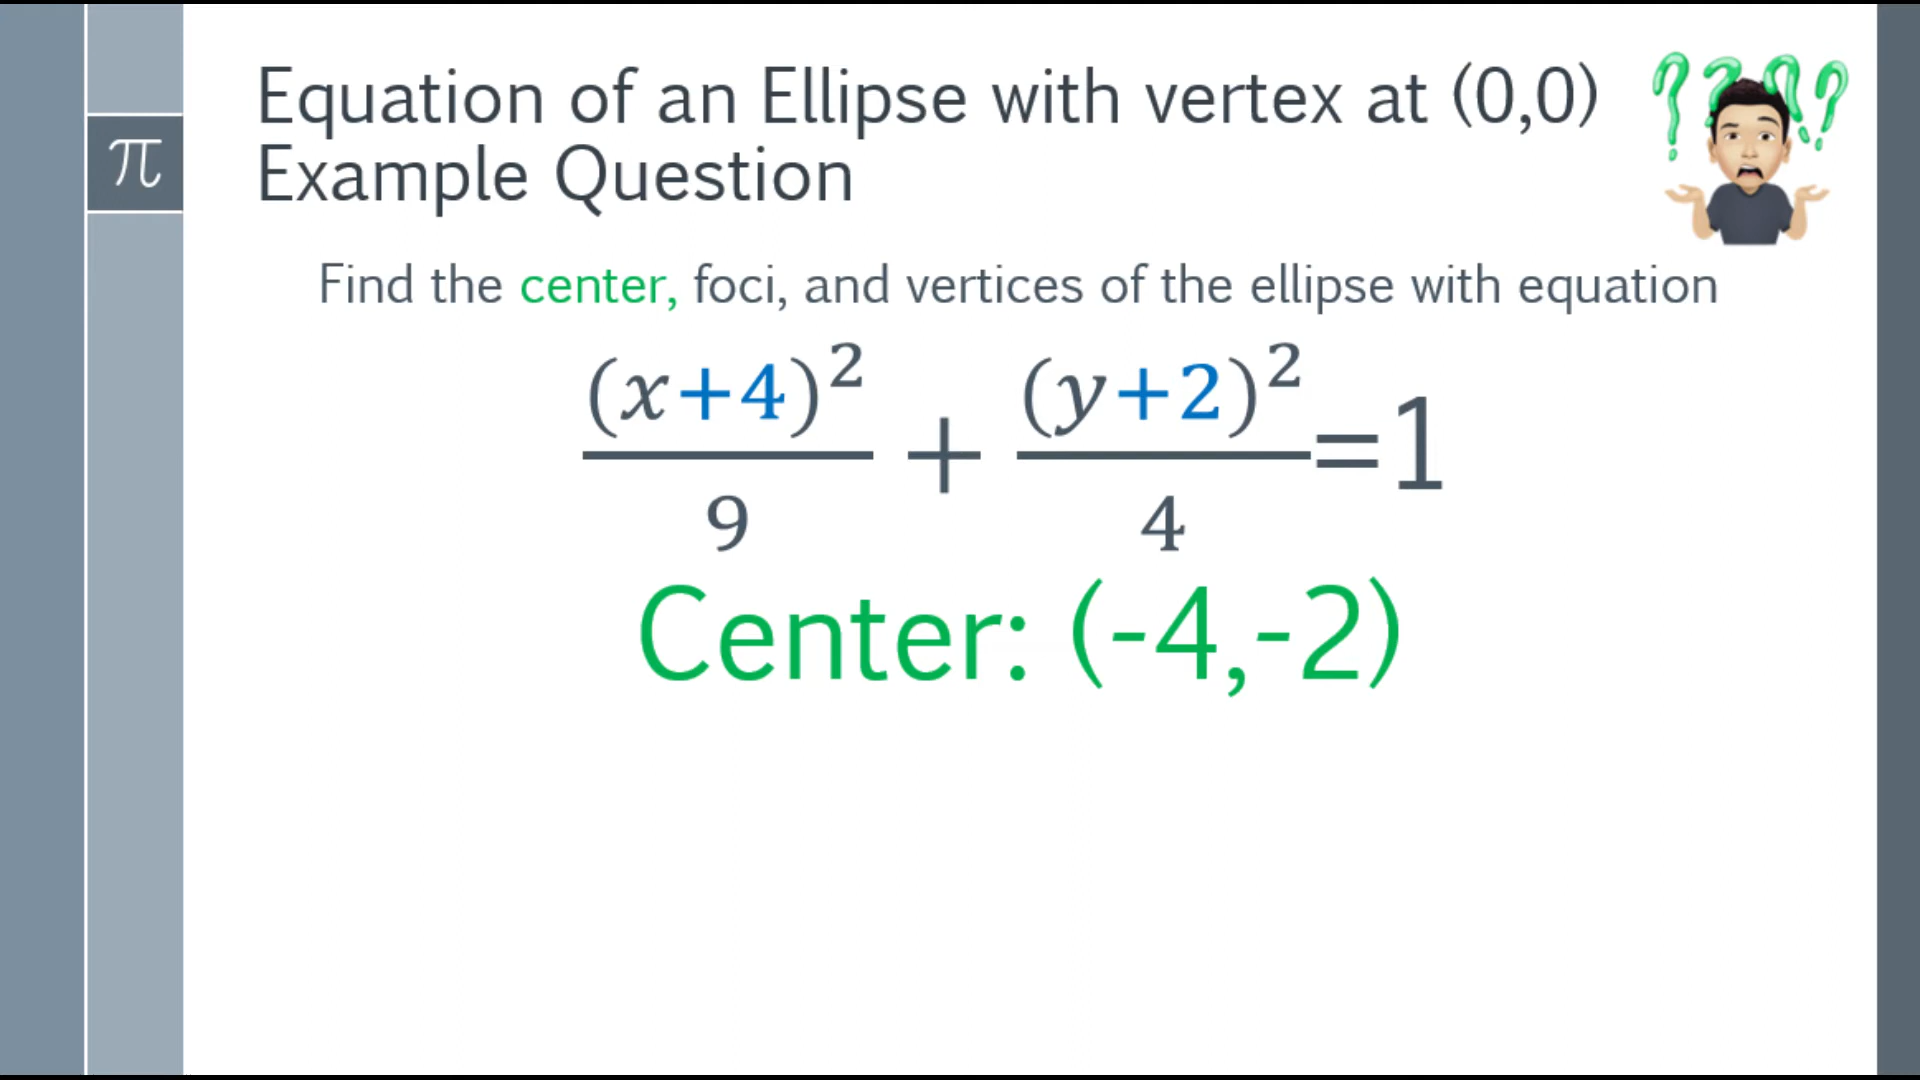 Equation of an Ellipse with vertex at (0,0)
Example Question
π
Find the center, foci, and vertices of the ellipse with equation
(x+4)²/9 + (y+2)²/4=1
Center: (-4,-2)